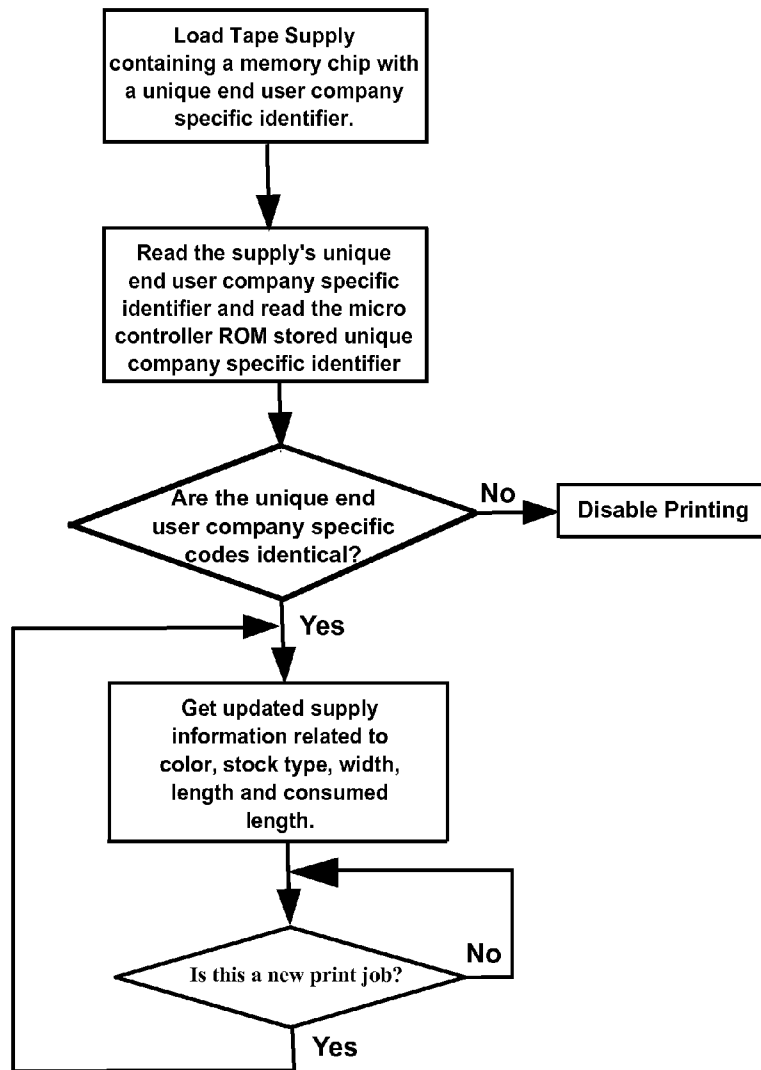 Load Tape Supply
containing a memory chip with
a unique end user company
specific identifier.
Read the supply's unique
end user company specific
identifier and read the micro
controller ROM stored unique
company specific identifier
Are the unique end
user company specific
codes identical?
No
Disable Printing
Yes
Get updated supply
information related to
color, stock type, width,
length and consumed
length.
Is this a new print job?
No
Yes